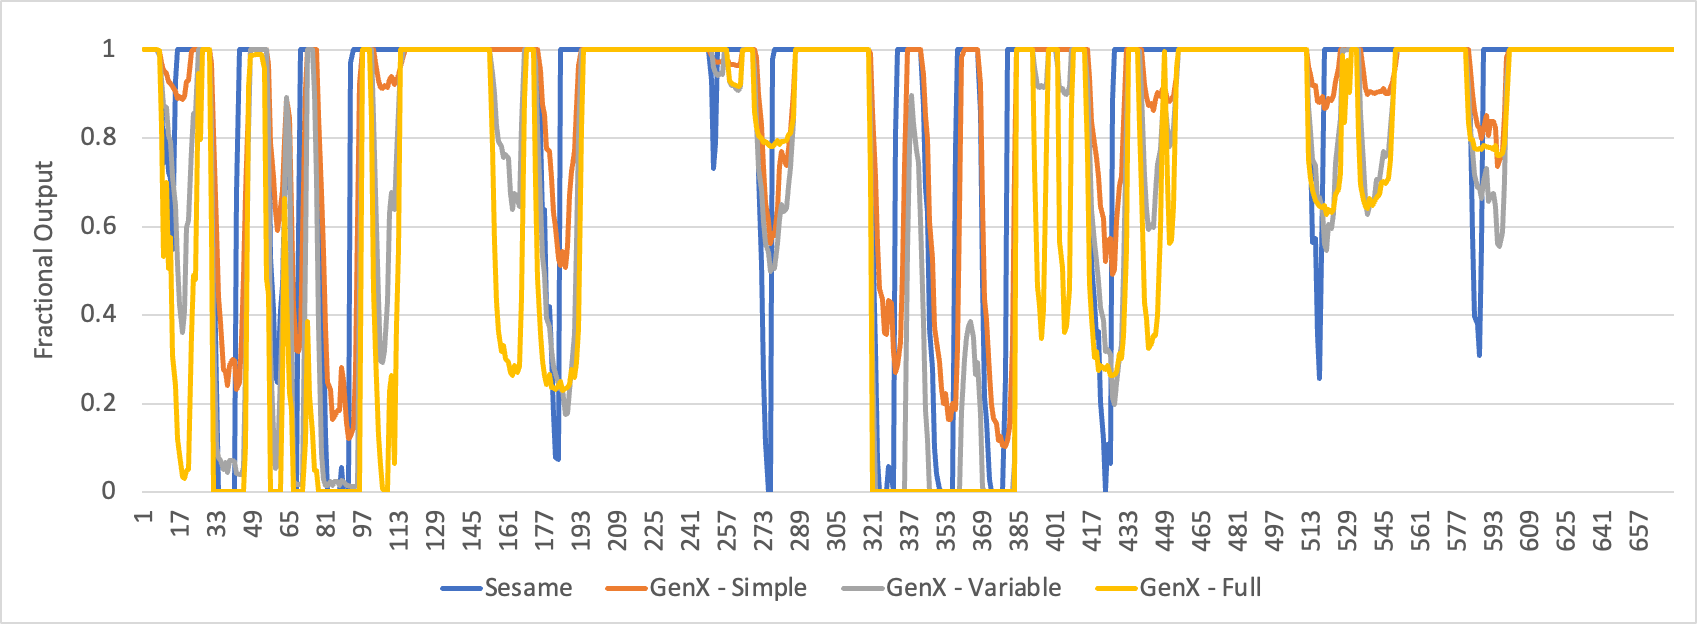 Fractional Output
1
0.8
0.6
0.4
0.2
0
1 17 33 49 65 81 97 113 129 145 161 177 193 209 225 241 257 273 289 305 321 337 353 369 385 401 417 433 449 465 481 497 513 529 545 561 577 593 609 625 641 657
Sesame GenX - Simple GenX - Variable GenX - Full